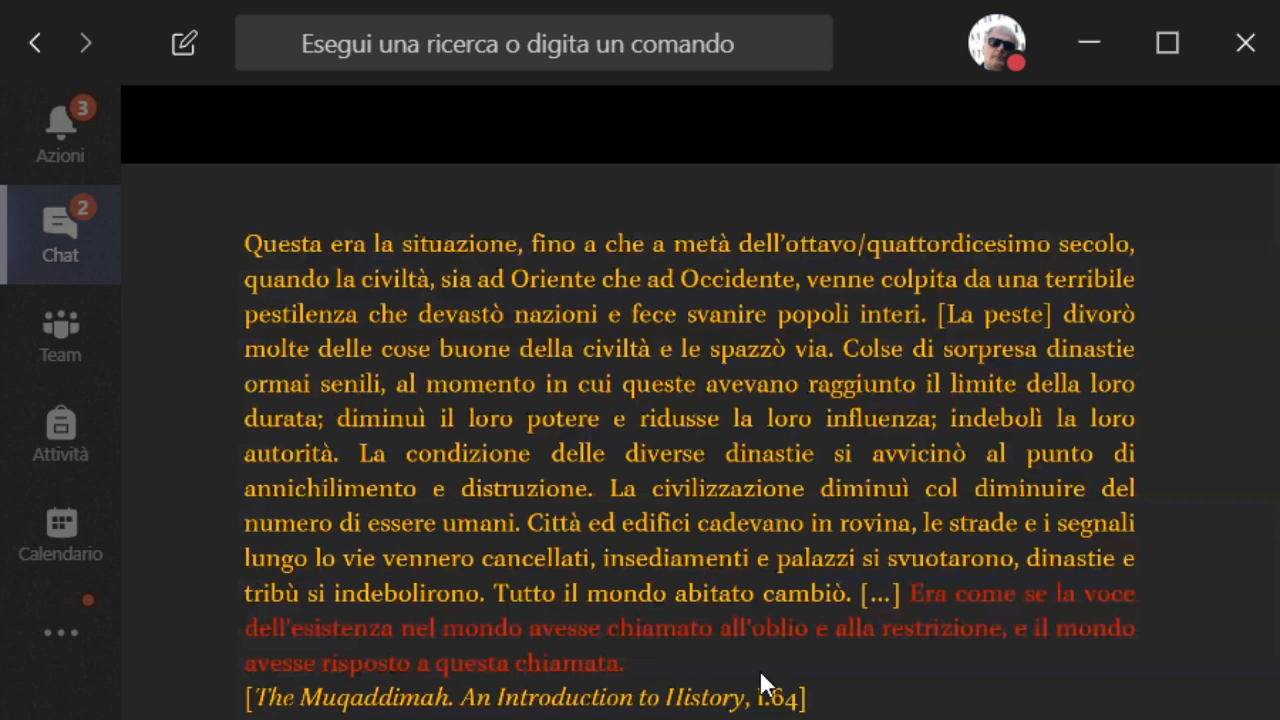 Esegui una ricerca o digita un comando
3
Azioni
2
Chat
Team
Attività
Calendario
Questa era la situazione, fino a che a metà dell'ottavo/quattordicesimo secolo,
quando la civiltà, sia ad Oriente che ad Occidente, venne colpita da una terribile
pestilenza che devastò nazioni e fece svanire popoli interi. [La peste] divorò
molte delle cose buone della civiltà e le spazzò via. Colse di sorpresa dinastie
ormai senili, al momento in cui queste avevano raggiunto il limite della loro
durata; diminuì il loro potere e ridusse la loro influenza; indebolì la loro
autorità. La condizione delle diverse dinastie si avvicinò al punto di
annichilimento e distruzione. La civilizzazione diminuì col diminuire del
numero di essere umani. Città ed edifici cadevano in rovina, le strade e i segnali
lungo lo vie vennero cancellati, insediamenti e palazzi si svuotarono, dinastie e
tribù si indebolirono. Tutto il mondo abitato cambiò. [...] Era come se la voce
dell'esistenza nel mondo avesse chiamato all'oblio e alla restrizione, e il mondo
avesse risposto a questa chiamata.
[The Muqaddimah. An Introduction to History, 1.64]